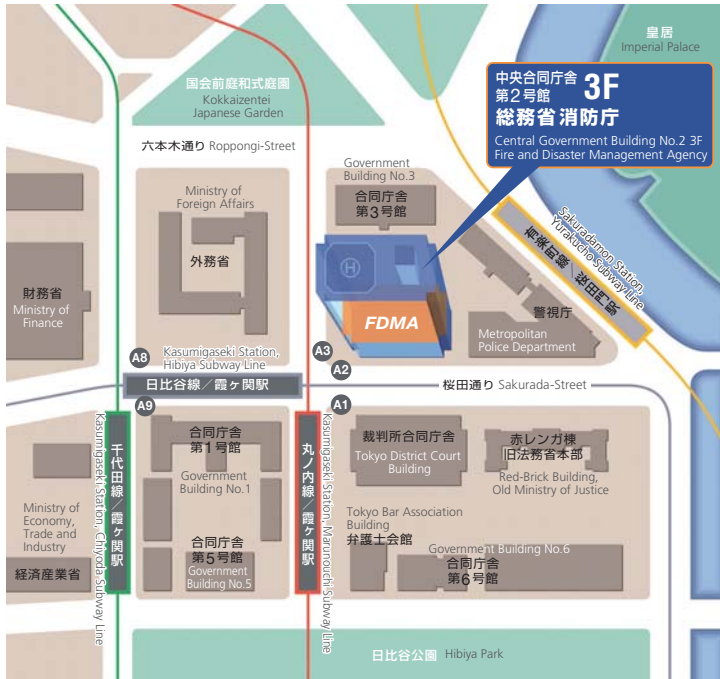 皇居
Imperial Palace
国会前庭和式庭園
Kokkaizentei
Japanese Garden
中央合同庁舎
第2号館 3F
総務省消防庁
Central Government Building No.2 3F
Fire and Disaster Management Agency
六本木通り Roppongi-Street
Government
Building No.3
合同庁舎
第3号館
Ministry of
Foreign Affairs
外務省
Sakuradamon Station,
Yurakucho Subway Line
有楽町線／桜田門駅
財務省
Ministry of
Finance
H
FDMA
警視庁
Metropolitan
Police Department
A8
Kasumigaseki Station,
Hibiya Subway Line
A3
A2
日比谷線／霞ヶ関駅
桜田通り Sakurada-Street
A9
A1
千代田線／霞ヶ関駅
Kasumigaseki Station, Chiyoda Subway Line
合同庁舎
第1号館
Government
Building No.1
丸ノ内線／霞ヶ関駅
Kasumigaseki Station, Marunouchi Subway Line
裁判所合同庁舎
Tokyo District Court
Building
赤レンガ棟
旧法務省本部
Red-Brick Building,
Old Ministry of Justice
Ministry of
Economy,
Trade and
Industry
経済産業省
合同庁舎
第5号館
Government
Building No.5
Tokyo Bar Association
Building
弁護士会館
Government Building No.6
合同庁舎
第6号館
日比谷公園 Hibiya Park